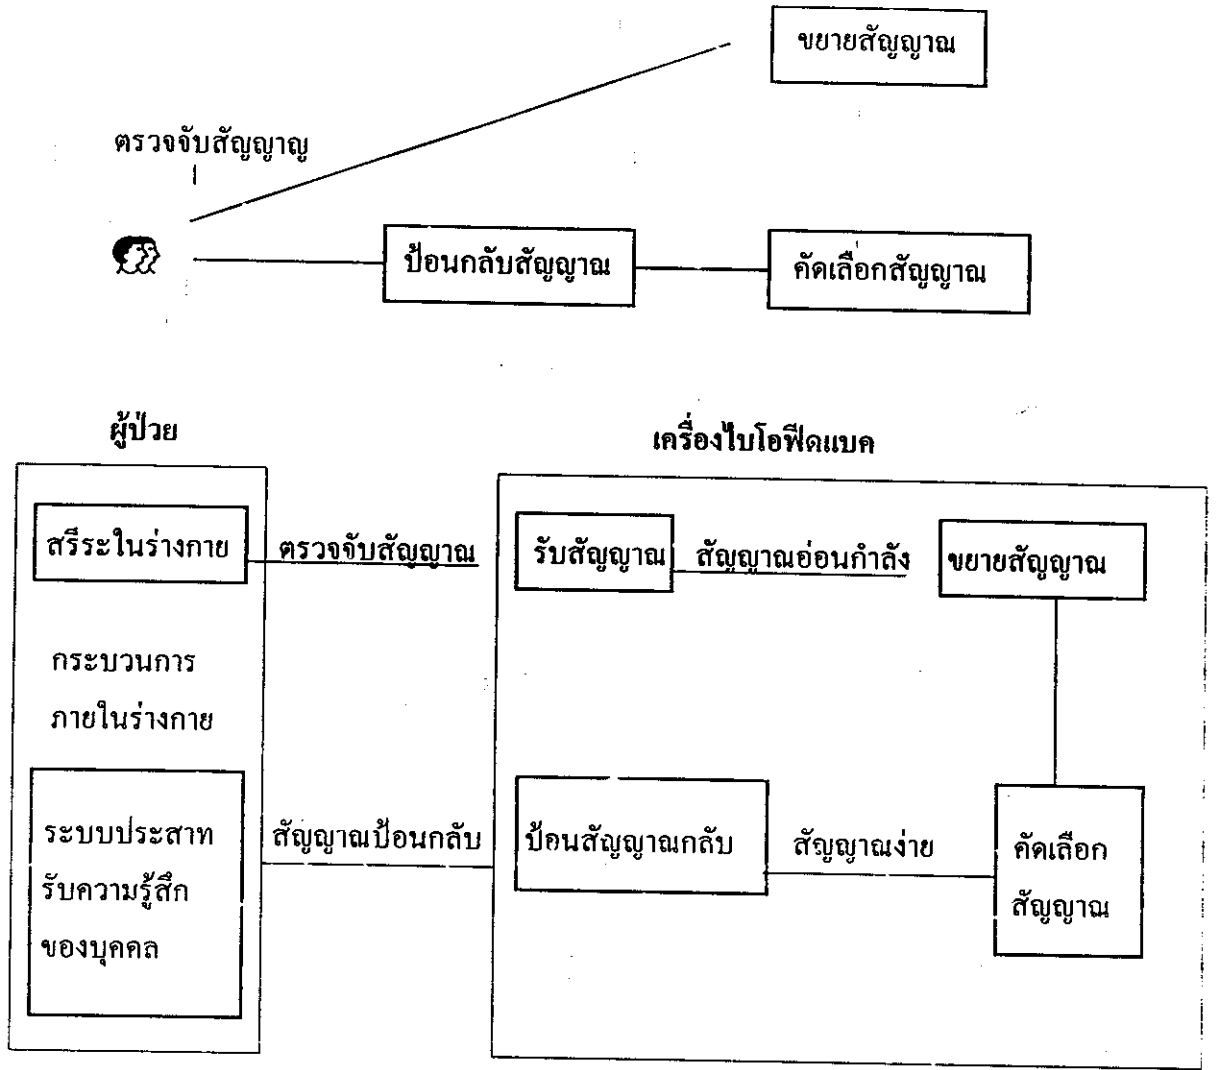 ขยายสัญญาณ
ตรวจจับสัญญาญ
ป้อนกลับสัญญาณ
คัดเลือกสัญญาณ
ผู้ป่วย
เครื่องไบโอฟีดแบค
สรีระในร่างกาย
ตรวจจับสัญญาณ
รับสัญญาณ
สัญญาณอ่อนกำลัง
ขยายสัญญาณ
กระบวนการ
ภายในร่างกาย
ระบบประสาท
รับความรู้สึก
ของบุคคล
สัญญาณป้อนกลับ
ป้อนสัญญาณกลับ
สัญญาณง่าย
คัดเลือก
สัญญาณ